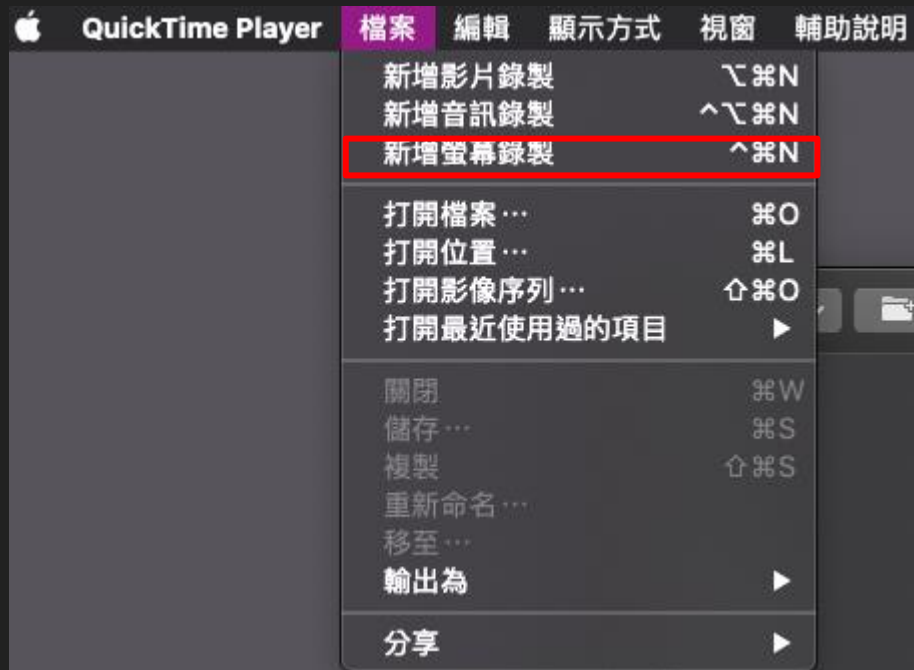 QuickTime Player 檔案 編輯 顯示方式 視窗 輔助說明
新增影片錄製 ⌥⌘N
新增音訊錄製 ^⌥⌘N
新增螢幕錄製 ^⌘N
打開檔案⋯ ⌘O
打開位置⋯ ⌘L
打開影像序列⋯ ⇧⌘O
打開最近使用過的項目 ▶
關閉 ⌘W
儲存⋯ ⌘S
複製 ⇧⌘S
重新命名⋯
移至⋯
輸出為 ▶
分享 ▶